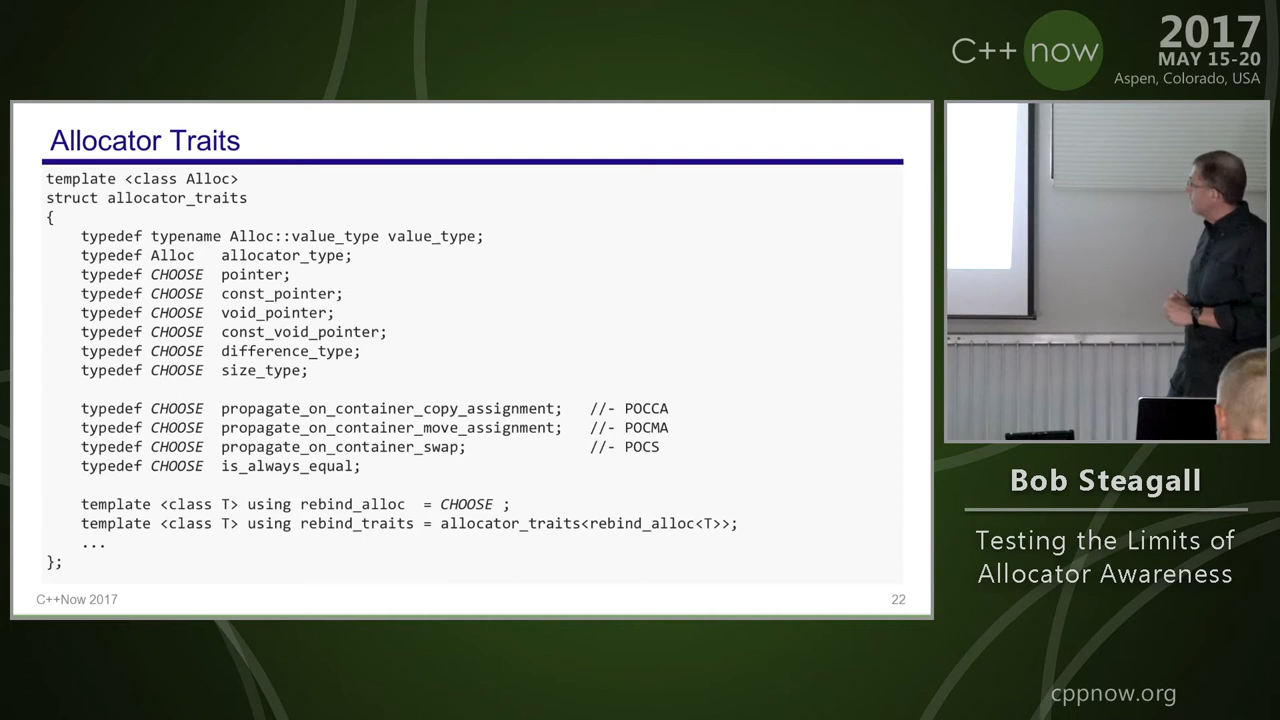 C++ now
2017
MAY 15-20
Aspen, Colorado, USA
Allocator Traits
template <class Alloc>
struct allocator_traits
{
    typedef typename Alloc::value_type value_type;
    typedef Alloc   allocator_type;
    typedef CHOOSE  pointer;
    typedef CHOOSE  const_pointer;
    typedef CHOOSE  void_pointer;
    typedef CHOOSE  const_void_pointer;
    typedef CHOOSE  difference_type;
    typedef CHOOSE  size_type;
    typedef CHOOSE  propagate_on_container_copy_assignment;   //- POCCA
    typedef CHOOSE  propagate_on_container_move_assignment;   //- POCMA
    typedef CHOOSE  propagate_on_container_swap;              //- POCS
    typedef CHOOSE  is_always_equal;
    template <class T> using rebind_alloc  = CHOOSE ;
    template <class T> using rebind_traits = allocator_traits<rebind_alloc<T>>;
    ...
};
C++Now 2017
22
Bob Steagall
Testing the Limits of
Allocator Awareness
cppnow.org